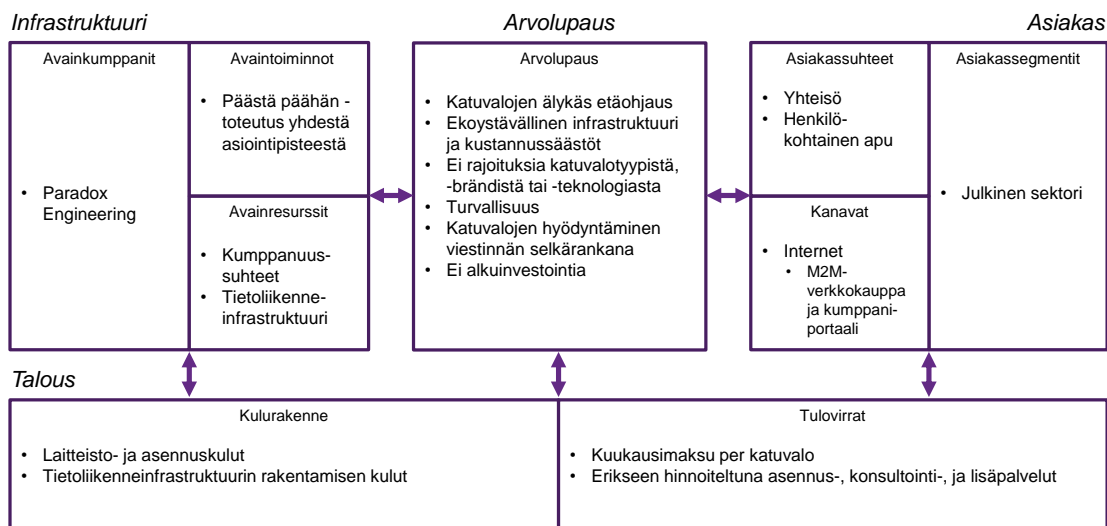 Infrastruktuuri
Arvolupaus
Asiakas
Avainkumppanit
• Paradox
Engineering
Avaintoiminnot
• Päästä päähän -
toteutus yhdestä
asiointipisteestä
Avainresurssit
• Kumppanuus-
suhteet
• Tietoliikenne-
infrastruktuuri
Arvolupaus
• Katuvalojen älykäs etäohjaus
• Ekoystävällinen infrastruktuuri
ja kustannussäästöt
• Ei rajoituksia katuvalotyypistä,
-brändistä tai -teknologiasta
• Turvallisuus
• Katuvalojen hyödyntäminen
viestinnän selkärankana
• Ei alkuinvestointia
Asiakassuhteet
• Yhteisö
• Henkilö-
kohtainen apu
Kanavat
• Internet
• M2M-
verkkokauppa
ja kumppani-
portaali
Asiakassegmentit
• Julkinen sektori
Talous
Kulurakenne
• Laitteisto- ja asennuskulut
• Tietoliikenneinfrastruktuurin rakentamisen kulut
Tulovirrat
• Kuukausimaksu per katuvalo
• Erikseen hinnoiteltuna asennus-, konsultointi-, ja lisäpalvelut